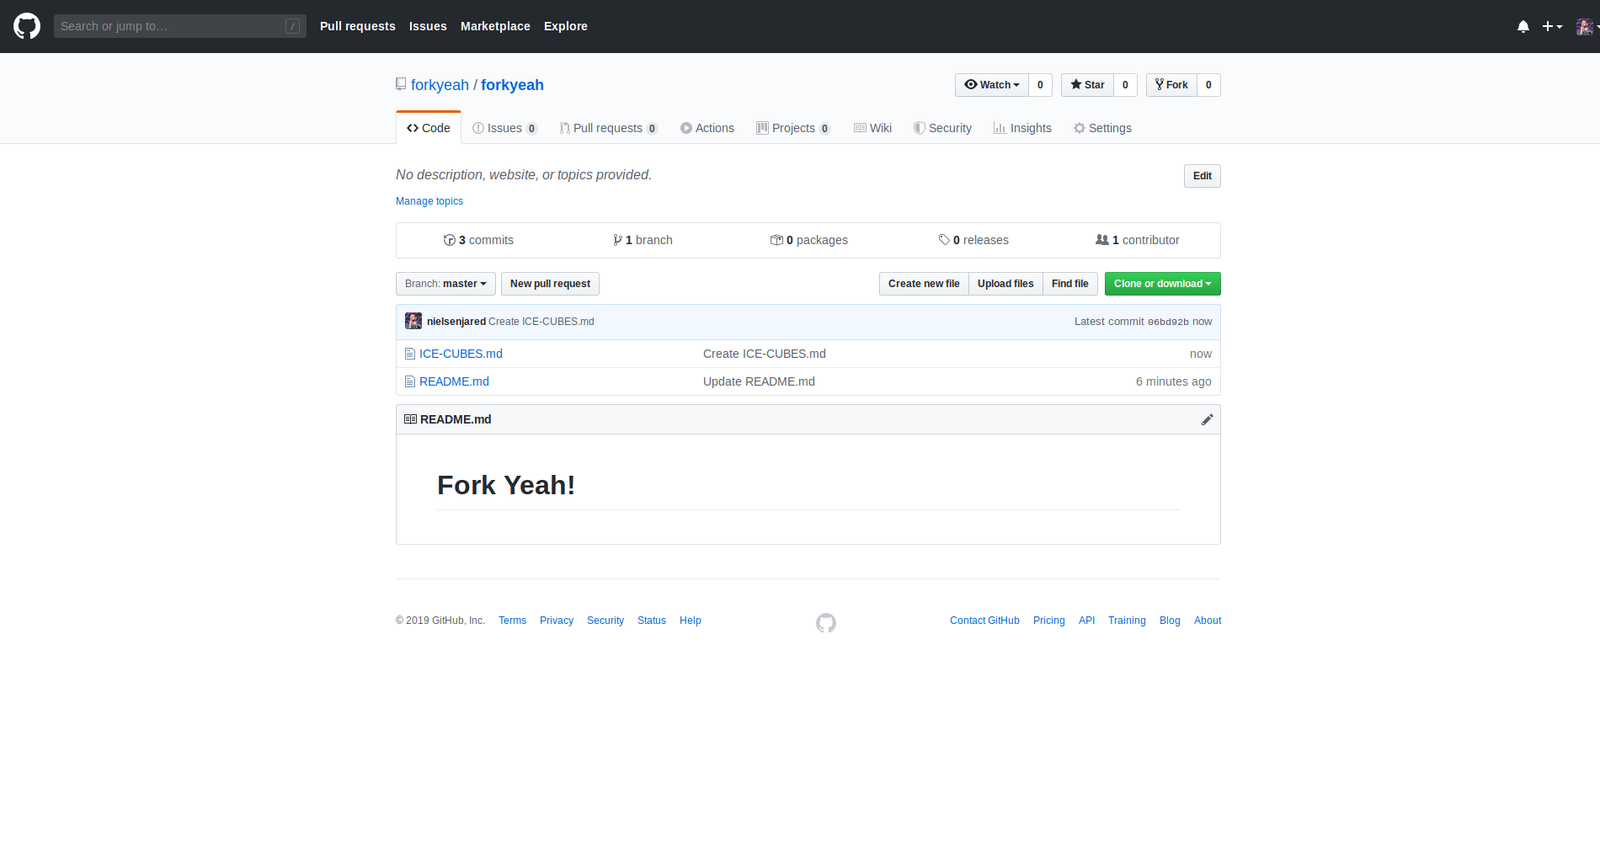 Search or jump to… /
Pull requests Issues Marketplace Explore
forkyeah / forkyeah
Watch 0 Star 0 Fork 0
Code Issues 0 Pull requests 0 Actions Projects 0 Wiki Security Insights Settings
No description, website, or topics provided.
Edit
Manage topics
3 commits 1 branch 0 packages 0 releases 1 contributor
Branch: master New pull request Create new file Upload files Find file Clone or download
nielsenjared Create ICE-CUBES.md Latest commit 06bd92b now
ICE-CUBES.md Create ICE-CUBES.md now
README.md Update README.md 6 minutes ago
README.md
Fork Yeah!
© 2019 GitHub, Inc. Terms Privacy Security Status Help Contact GitHub Pricing API Training Blog About